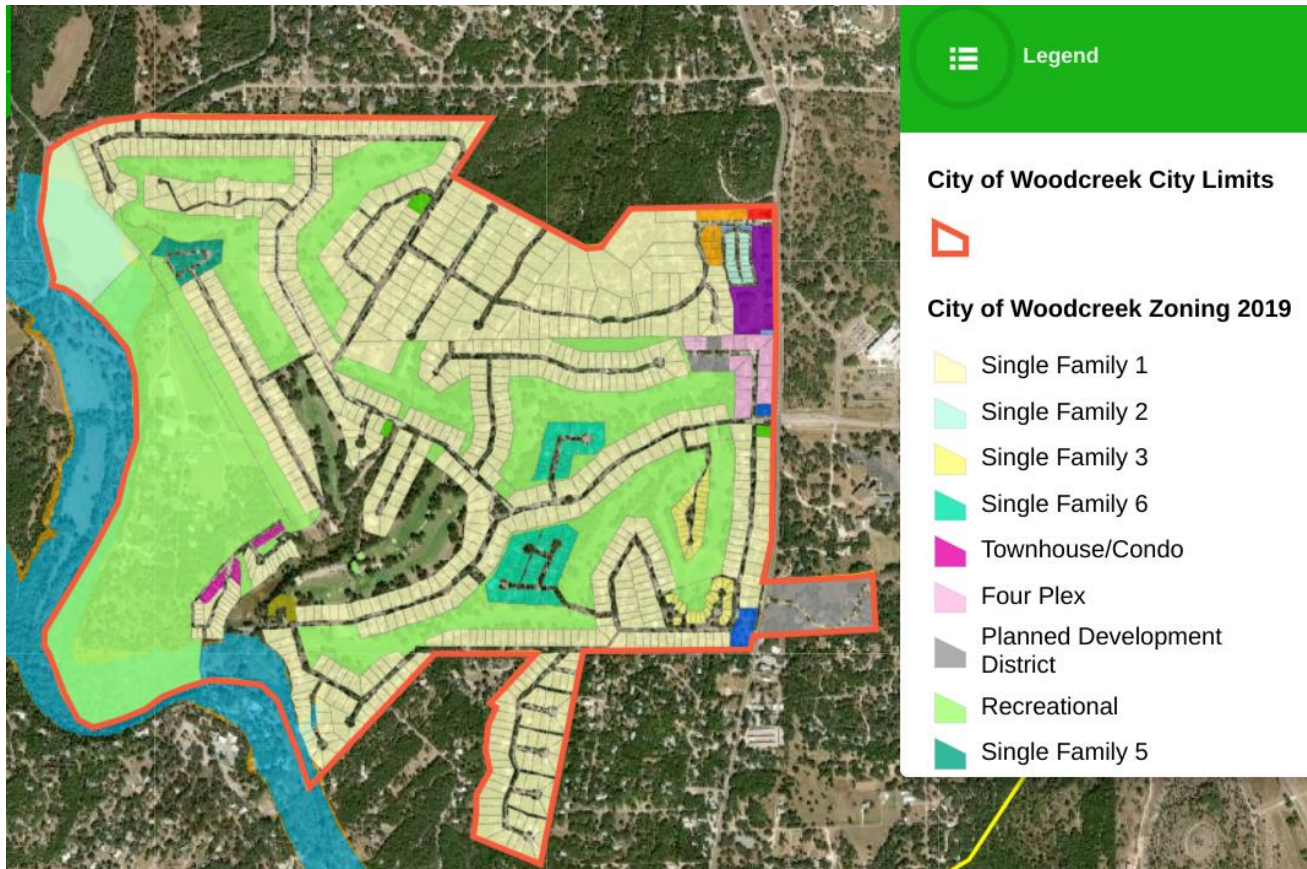 Legend
City of Woodcreek City Limits
City of Woodcreek Zoning 2019
Single Family 1
Single Family 2
Single Family 3
Single Family 6
Townhouse/Condo
Four Plex
Planned Development
District
Recreational
Single Family 5